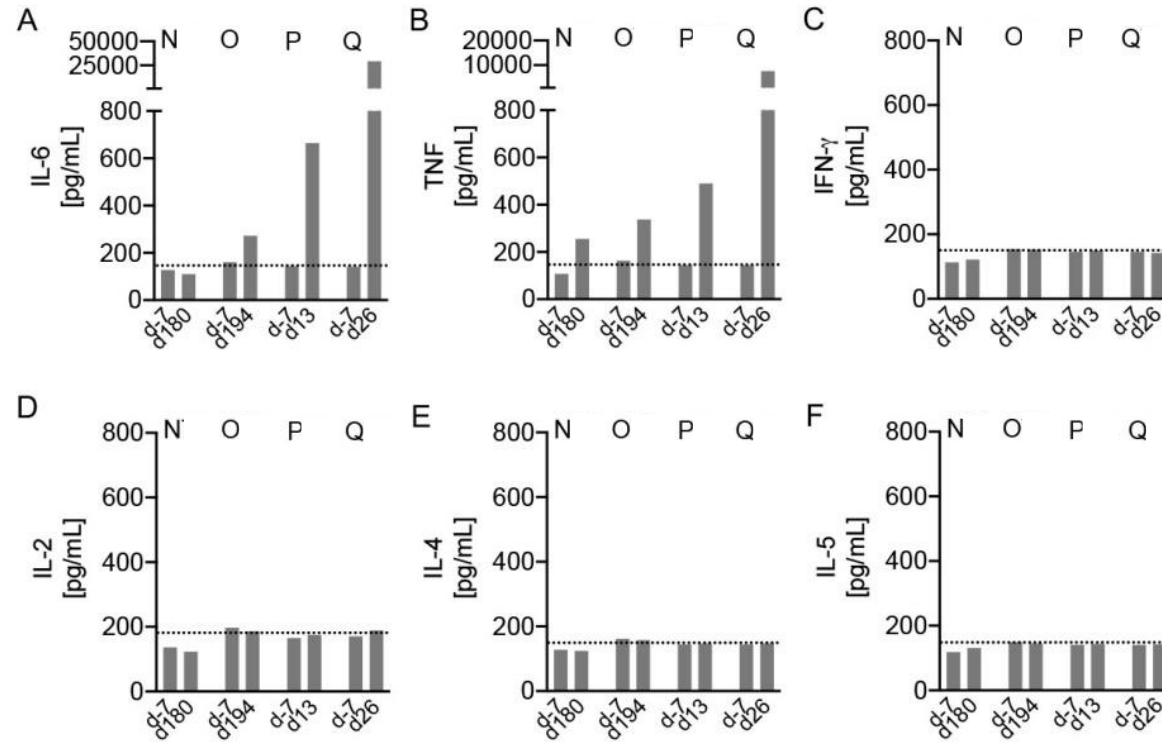 A
N O P Q
50000
25000
800
600
400
200
0
IL-6
[pg/mL]
d-7 d180 d-7 d194 d-7 d13 d-7 d26
B
N O P Q
20000
10000
800
600
400
200
0
TNF
[pg/mL]
d-7 d180 d-7 d194 d-7 d13 d-7 d26
C
N O P Q
800
600
400
200
0
IFN-γ
[pg/mL]
d-7 d180 d-7 d194 d-7 d13 d-7 d26
D
N O P Q
800
600
400
200
0
IL-2
[pg/mL]
d-7 d180 d-7 d194 d-7 d13 d-7 d26
E
N O P Q
800
600
400
200
0
IL-4
[pg/mL]
d-7 d180 d-7 d194 d-7 d13 d-7 d26
F
N O P Q
800
600
400
200
0
IL-5
[pg/mL]
d-7 d180 d-7 d194 d-7 d13 d-7 d26